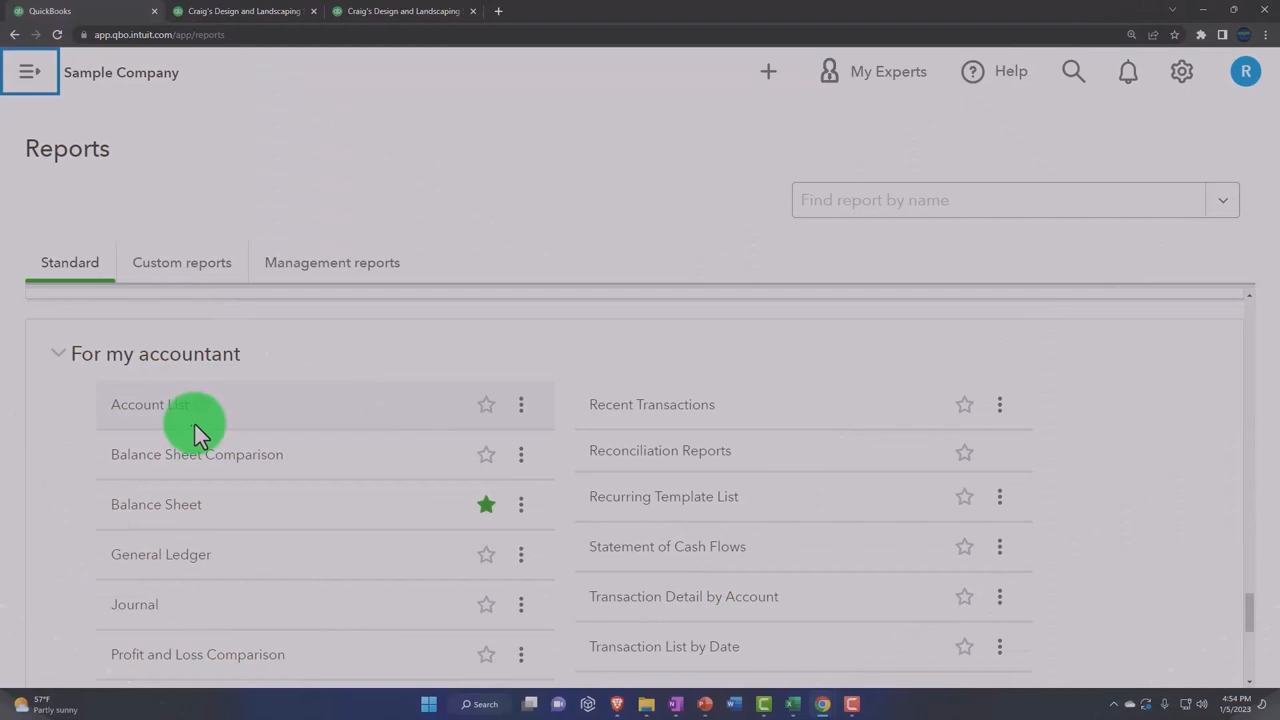 QuickBooks
Craig's Design and Landscaping
Craig's Design and Landscaping
app.qbo.intuit.com/app/reports
Sample Company
My Experts
Help
R
Reports
Find report by name
Standard
Custom reports
Management reports
For my accountant
Account List
Recent Transactions
Balance Sheet Comparison
Reconciliation Reports
Balance Sheet
Recurring Template List
General Ledger
Statement of Cash Flows
Journal
Transaction Detail by Account
Profit and Loss Comparison
Transaction List by Date
57°F
Partly sunny
Search
4:54 PM
1/5/2023